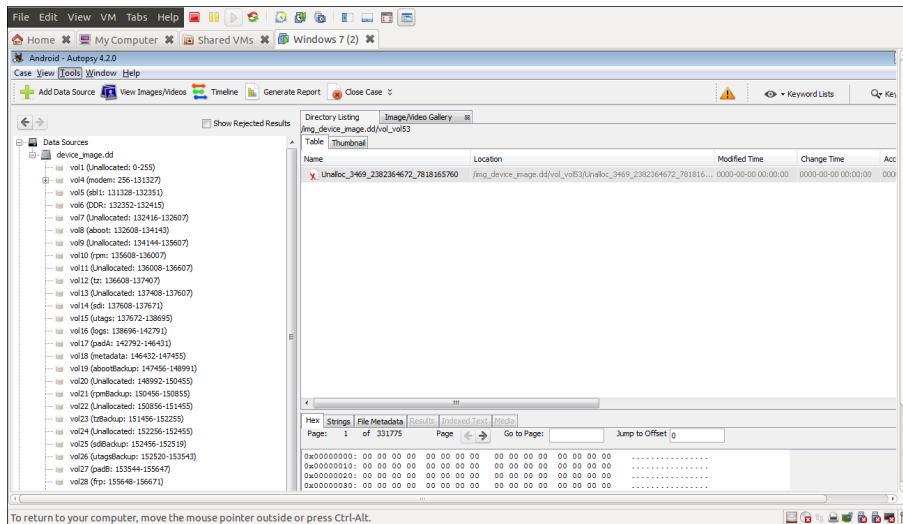 File Edit View VM Tabs Help
Home My Computer Shared VMs Windows 7 (2)
Android - Autopsy 4.2.0
Case View Tools Window Help
Add Data Source View Images/Videos Timeline Generate Report Close Case Keyword Lists Key
Show Rejected Results
Data Sources
device_image.dd
vol1 (Unallocated: 0-255)
vol4 (modem: 256-131327)
vol5 (sbl1: 131328-132351)
vol6 (DDR: 132352-132415)
vol7 (Unallocated: 132416-132607)
vol8 (aboot: 132608-134143)
vol9 (Unallocated: 134144-135607)
vol10 (rpm: 135608-136007)
vol11 (Unallocated: 136008-136607)
vol12 (tz: 136608-137407)
vol13 (Unallocated: 137408-137607)
vol14 (sdi: 137608-137671)
vol15 (utags: 137672-138695)
vol16 (logs: 138696-142791)
vol17 (padA: 142792-146431)
vol18 (metadata: 146432-147455)
vol19 (abootBackup: 147456-148991)
vol20 (Unallocated: 148992-150455)
vol21 (rpmBackup: 150456-150855)
vol22 (Unallocated: 150856-151455)
vol23 (tzBackup: 151456-152255)
vol24 (Unallocated: 152256-152455)
vol25 (sdiBackup: 152456-152519)
vol26 (utagsBackup: 152520-153543)
vol27 (padB: 153544-155647)
vol28 (frp: 155648-156671)
Directory Listing Image/Video Gallery
/img_device_image.dd/vol_vol53
Table Thumbnail
Name Location Modified Time Change Time Acc
Unalloc_3469_2382364672_7818165760 /img_device_image.dd/vol_vol53/Unalloc_3469_2382364672_781816... 0000-00-00 00:00:00 0000-00-00 00:00:00 000
Hex Strings File Metadata Results Indexed Text Media
Page: 1 of 331775 Page Go to Page: Jump to Offset 0
0x00000000: 00 00 00 00 00 00 00 00 00 00 00 00 00 00 00 00 ................
0x00000010: 00 00 00 00 00 00 00 00 00 00 00 00 00 00 00 00 ................
0x00000020: 00 00 00 00 00 00 00 00 00 00 00 00 00 00 00 00 ................
0x00000030: 00 00 00 00 00 00 00 00 00 00 00 00 00 00 00 00 ................
To return to your computer, move the mouse pointer outside or press Ctrl-Alt.